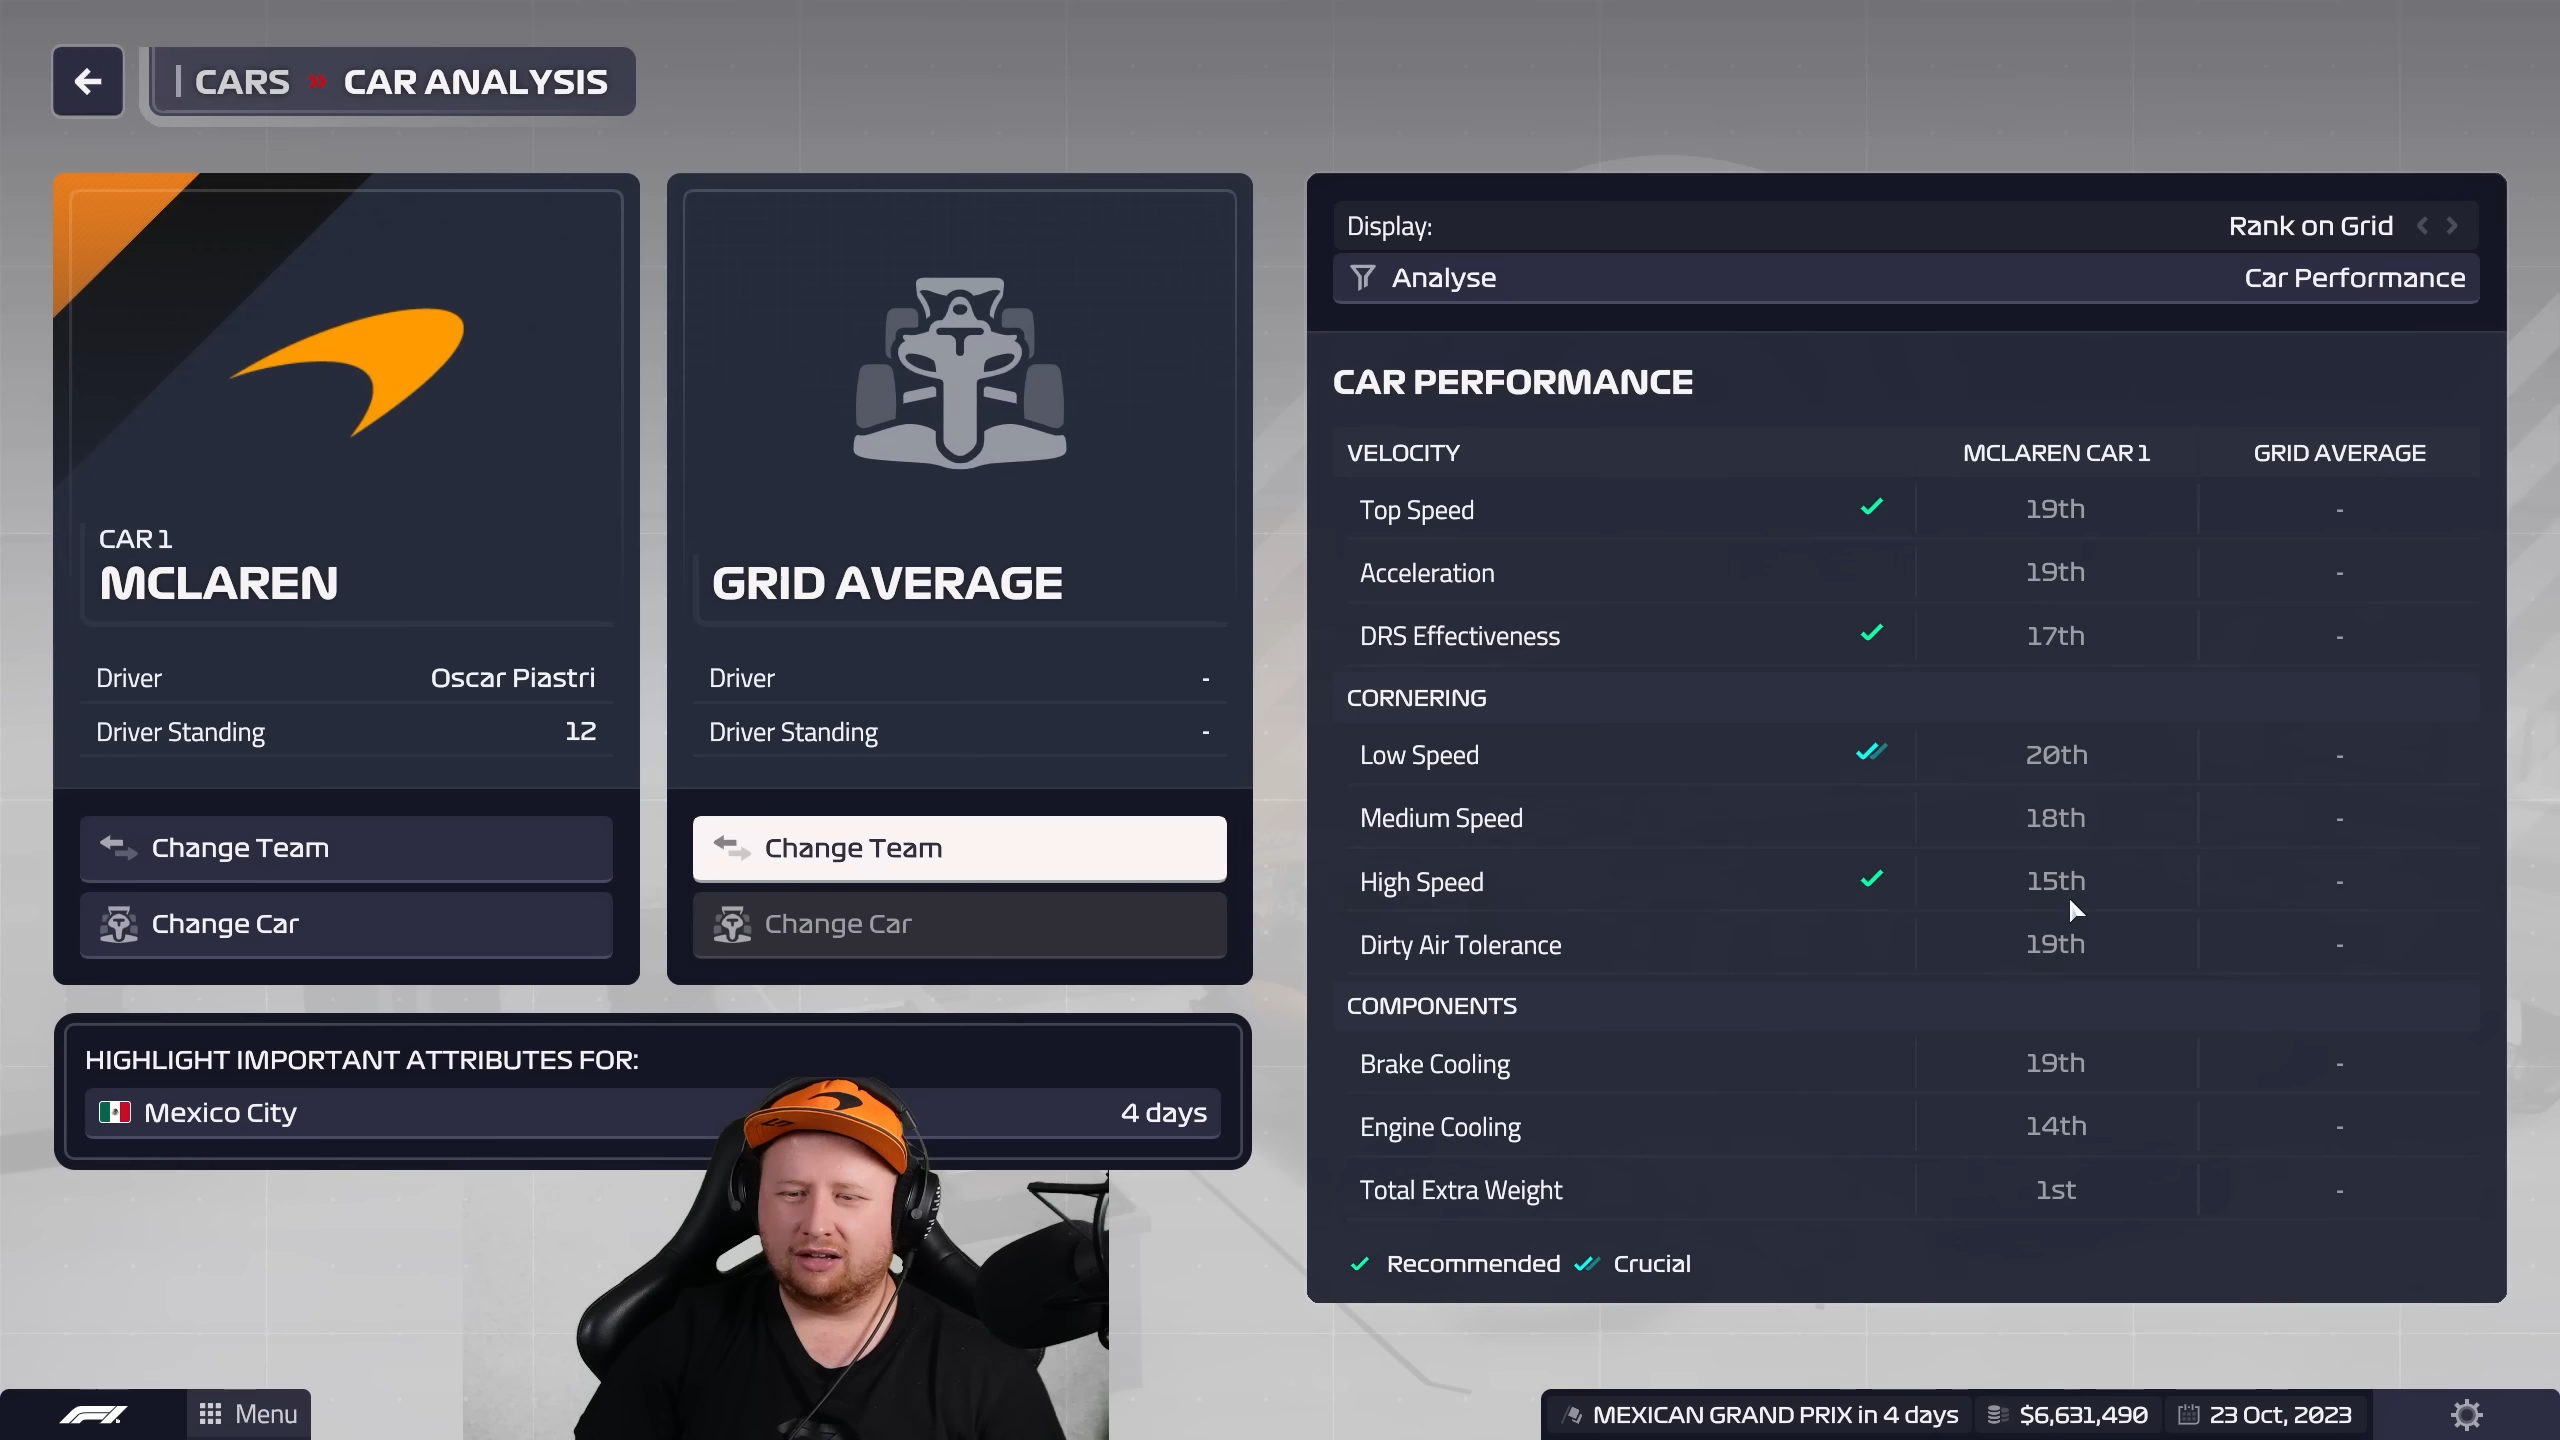 CARS » CAR ANALYSIS
CAR 1
MCLAREN
Driver Oscar Piastri
Driver Standing 12
Change Team
Change Car
GRID AVERAGE
Driver -
Driver Standing -
Change Team
Change Car
HIGHLIGHT IMPORTANT ATTRIBUTES FOR:
Mexico City 4 days
Display: Rank on Grid
Analyse Car Performance
CAR PERFORMANCE
VELOCITY MCLAREN CAR 1 GRID AVERAGE
Top Speed 19th -
Acceleration 19th -
DRS Effectiveness 17th -
CORNERING
Low Speed 20th -
Medium Speed 18th -
High Speed 15th -
Dirty Air Tolerance 19th -
COMPONENTS
Brake Cooling 19th -
Engine Cooling 14th -
Total Extra Weight 1st -
Recommended Crucial
F1 Menu
MEXICAN GRAND PRIX in 4 days $6,631,490 23 Oct, 2023